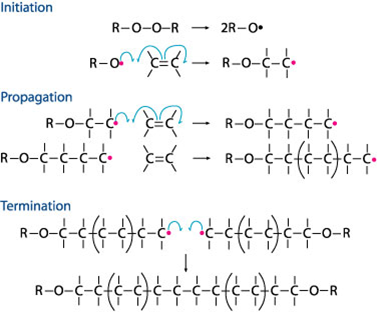 Initiation
R–O–O–R → 2R–O•
R–O• C=C → R–O–C–C•
Propagation
R–O–C–C• C=C → R–O–C–C–C–C•
R–O–C–C–C–C• C=C → R–O–C–C–(C–C)–C–C•
Termination
R–O–C–C–(C–C)–C–C• •C–C–(C–C)–C–C–O–R
↓
R–O–C–C–(C–C)–C–C–C–C–(C–C)–C–C–O–R